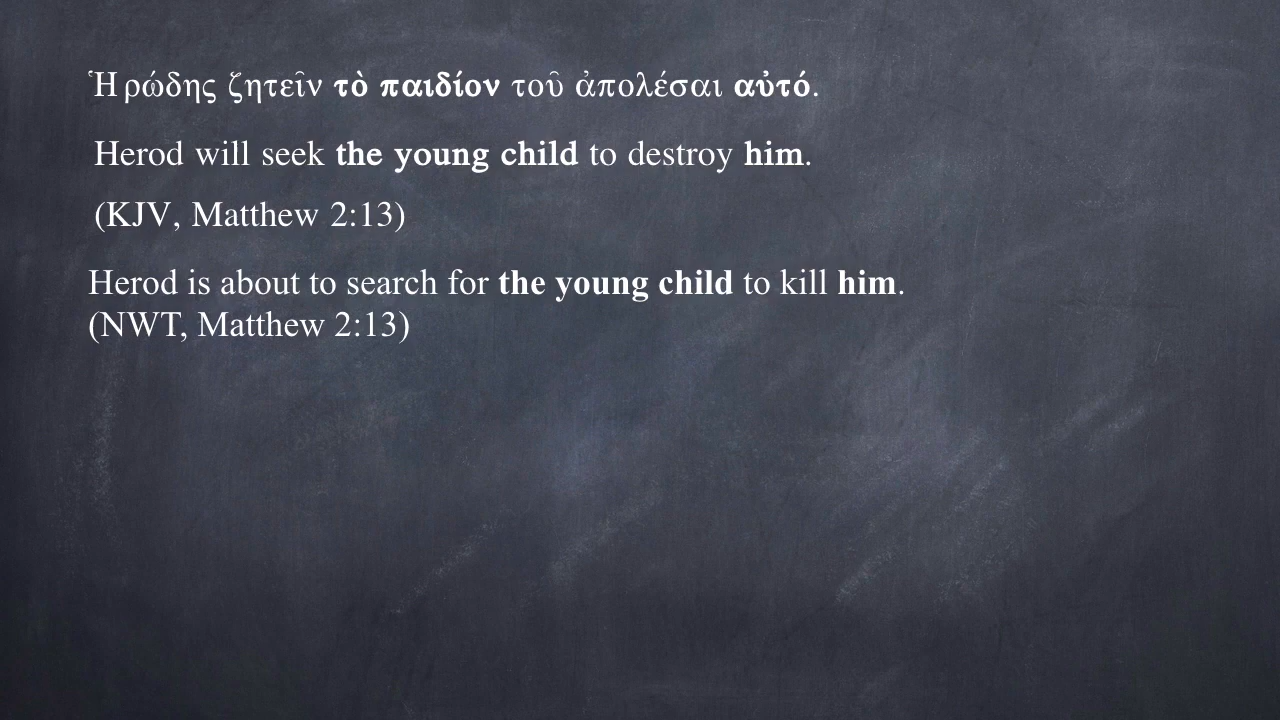 Ἡρώδης ζητεῖν τὸ παιδίον τοῦ ἀπολέσαι αὐτό.
Herod will seek the young child to destroy him.
(KJV, Matthew 2:13)
Herod is about to search for the young child to kill him.
(NWT, Matthew 2:13)